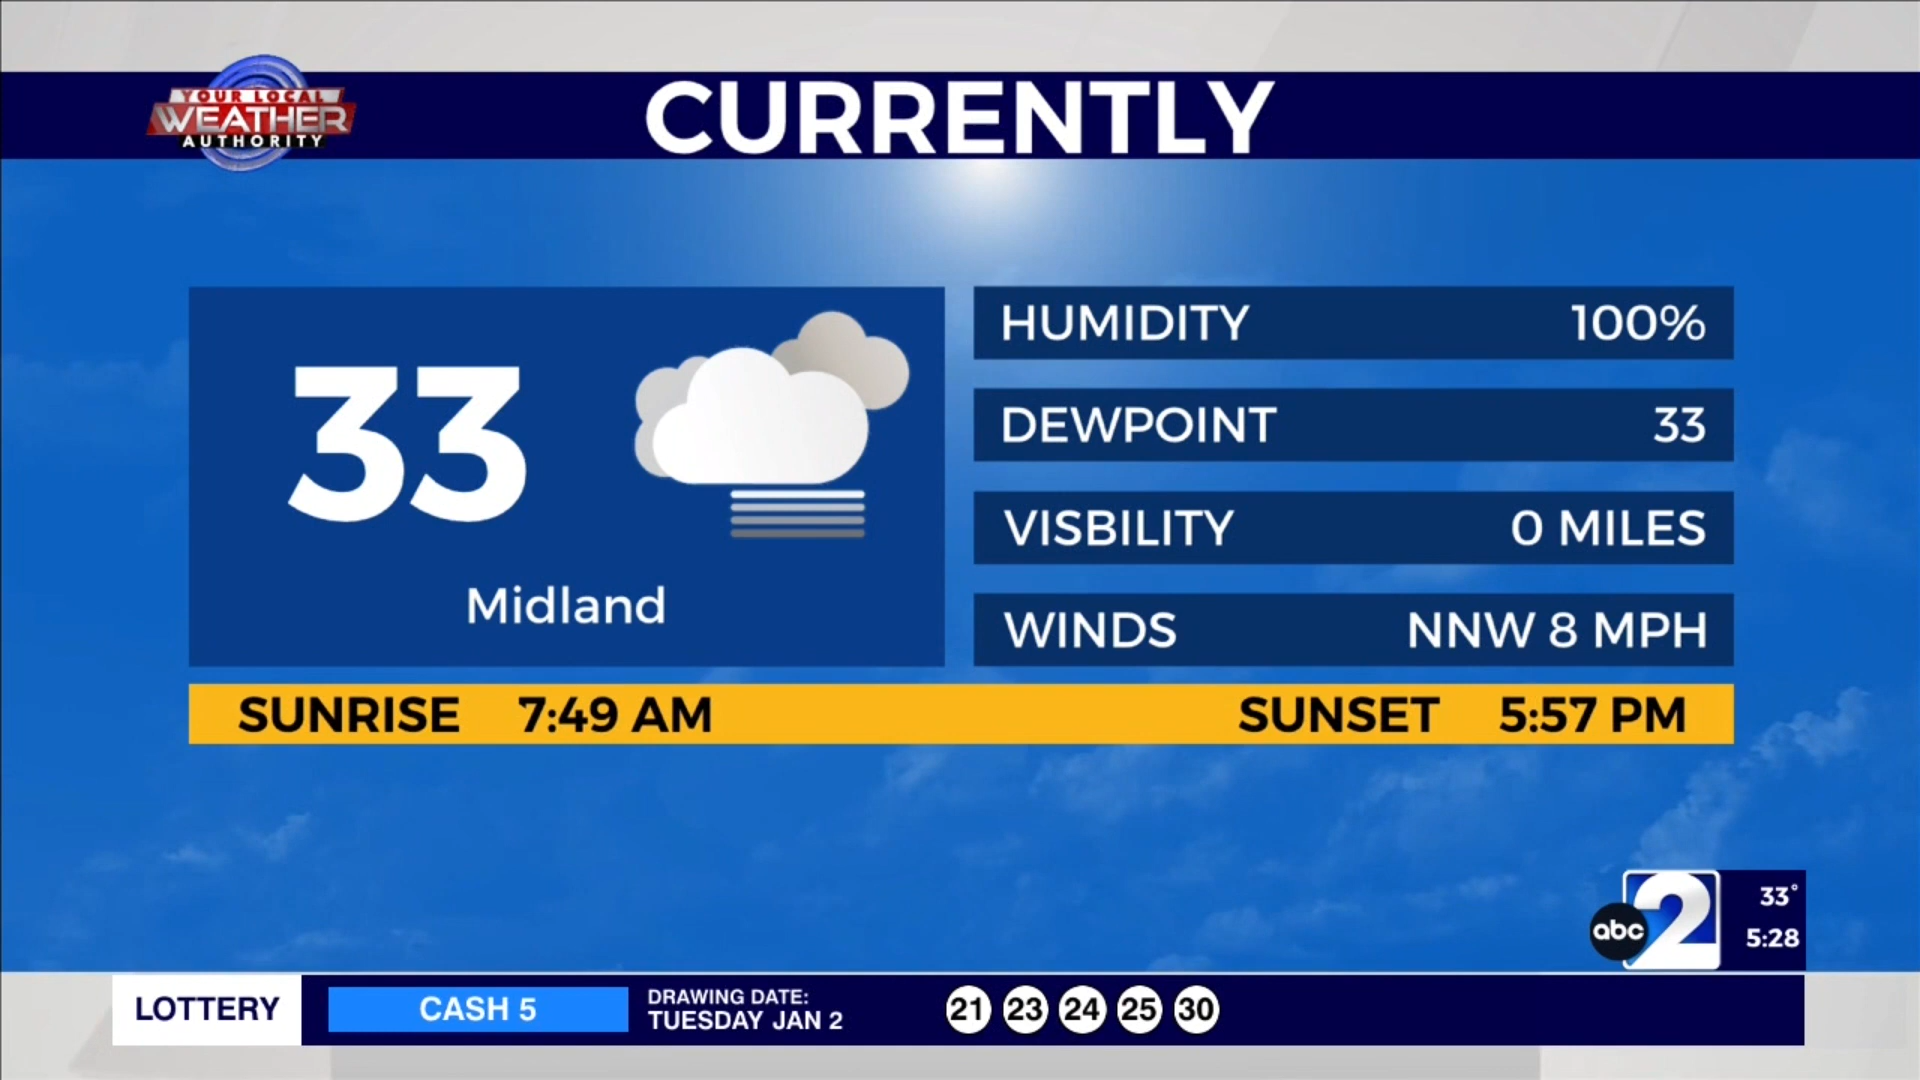 YOUR LOCAL
WEATHER
AUTHORITY
CURRENTLY
33
Midland
HUMIDITY 100%
DEWPOINT 33
VISBILITY 0 MILES
WINDS NNW 8 MPH
SUNRISE 7:49 AM SUNSET 5:57 PM
abc 2
33°
5:28
LOTTERY
CASH 5
DRAWING DATE:
TUESDAY JAN 2
21 23 24 25 30